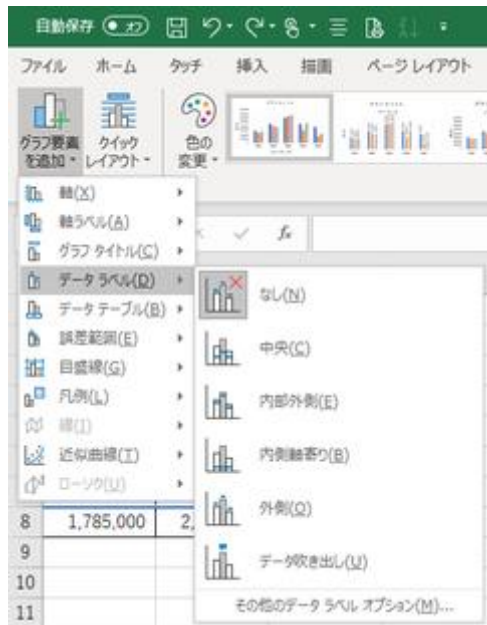 自動保存 オフ
ファイル ホーム タッチ 挿入 描画 ページ レイアウト
グラフ要素を追加 クイックレイアウト 色の変更
軸(X)
軸ラベル(A)
グラフ タイトル(C)
データ ラベル(D)
データ テーブル(B)
誤差範囲(E)
目盛線(G)
凡例(L)
線(I)
近似曲線(T)
ローソク(U)
fx
なし(N)
中央(C)
内部外側(E)
内側軸寄り(B)
外側(O)
データ吹き出し(U)
その他のデータ ラベル オプション(M)...
8 1,785,000 2,
9
10
11